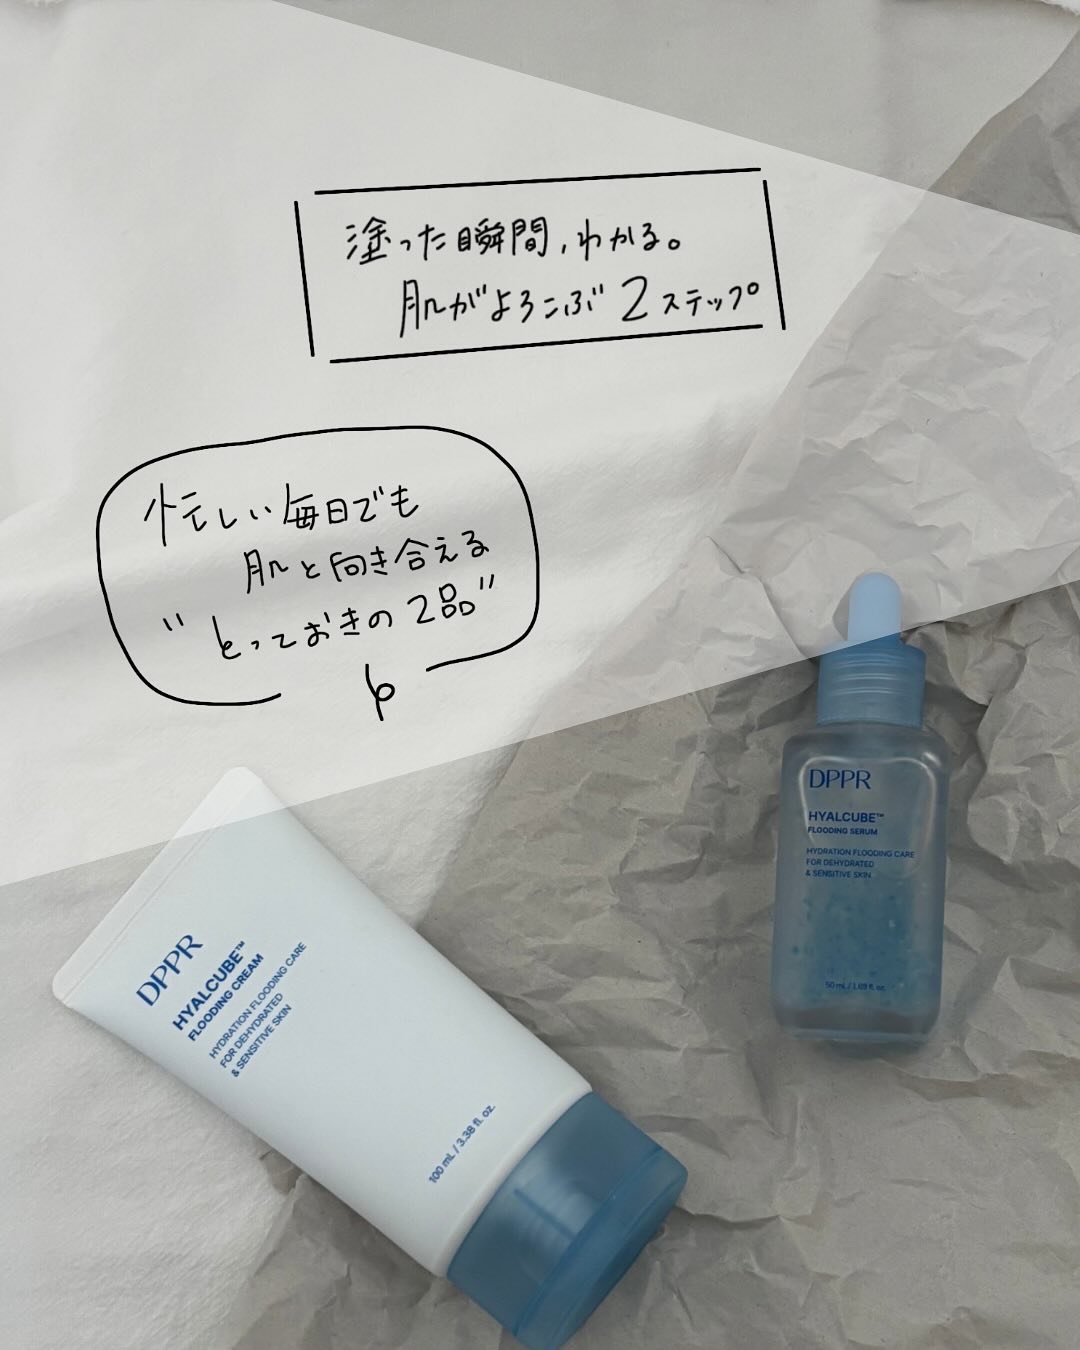 塗った瞬間,わかる。
肌がよろこぶ2ステップ
忙しい毎日でも
肌と向き合える
"とっておきの2品"
DPPR
HYALCUBE™
FLOODING SERUM
HYDRATION FLOODING CARE
FOR DEHYDRATED
& SENSITIVE SKIN
50 mL / 1.69 fl. oz.
DPPR
HYALCUBE™
FLOODING CREAM
HYDRATION FLOODING CARE
FOR DEHYDRATED
& SENSITIVE SKIN
100 mL / 3.38 fl. oz.